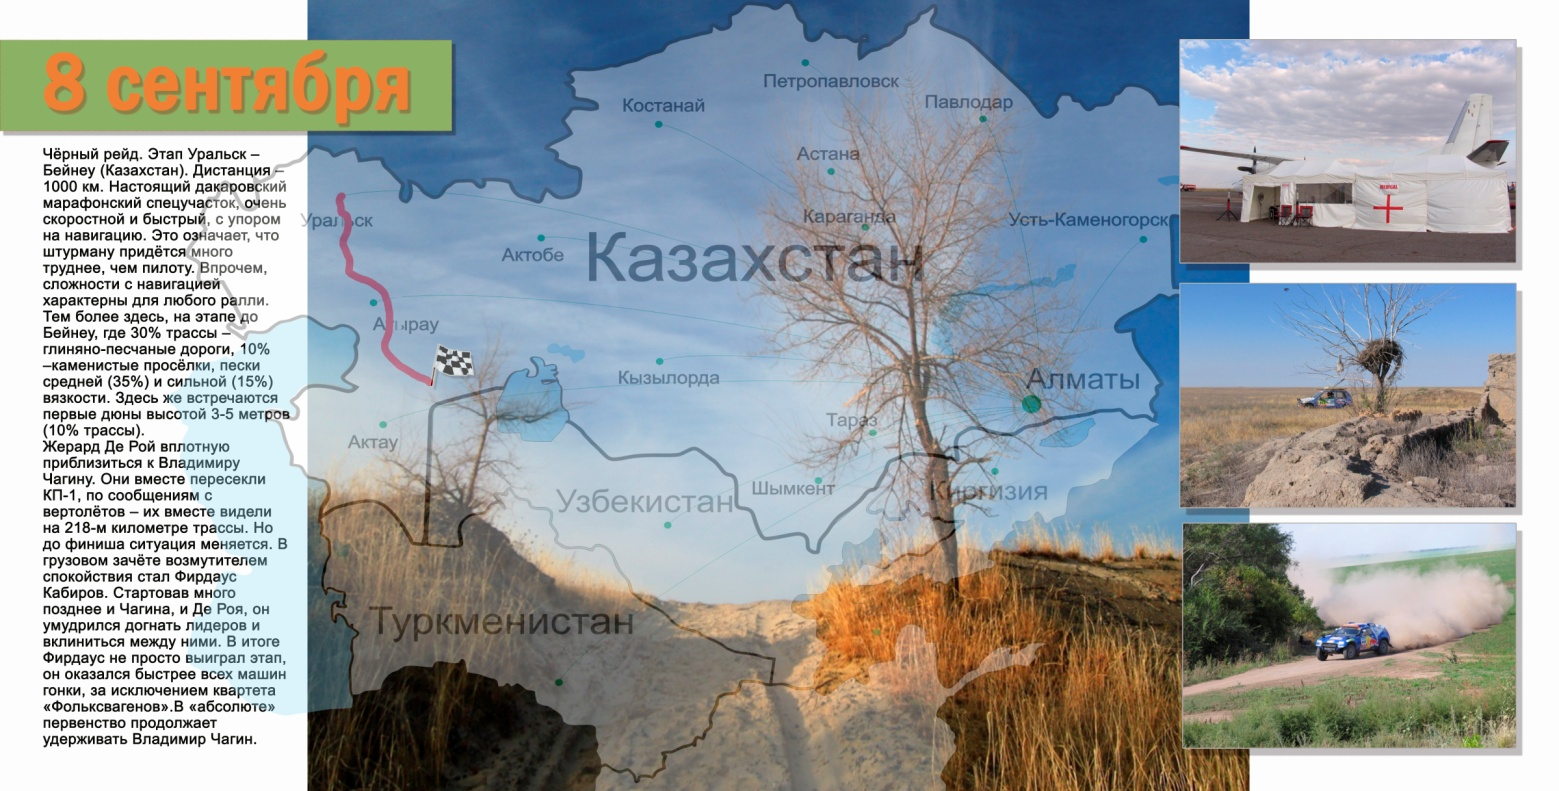 8 сентября
Чёрный рейд. Этап Уральск –
Бейнеу (Казахстан). Дистанция –
1000 км. Настоящий дакаровский
марафонский спецучасток, очень
скоростной и быстрый, с упором
на навигацию. Это означает, что
штурману придётся много
труднее, чем пилоту. Впрочем,
сложности с навигацией
характерны для любого ралли.
Тем более здесь, на этапе до
Бейнеу, где 30% трассы –
глиняно-песчаные дороги, 10%
–каменистые просёлки, пески
средней (35%) и сильной (15%)
вязкости. Здесь же встречаются
первые дюны высотой 3-5 метров
(10% трассы).
Жерард Де Рой вплотную
приблизиться к Владимиру
Чагину. Они вместе пересекли
КП-1, по сообщениям с
вертолётов – их вместе видели
на 218-м километре трассы. Но
до финиша ситуация меняется. В
грузовом зачёте возмутителем
спокойствия стал Фирдаус
Кабиров. Стартовав много
позднее и Чагина, и Де Роя, он
умудрился догнать лидеров и
вклиниться между ними. В итоге
Фирдаус не просто выиграл этап,
он оказался быстрее всех машин
гонки, за исключением квартета
«Фольксвагенов».В «абсолюте»
первенство продолжает
удерживать Владимир Чагин.
Петропавловск
Костанай
Павлодар
Астана
Уральск
Караганда
Усть-Каменогорск
Актобе
Казахстан
Атырау
Кызылорда
Алматы
Тараз
Актау
Шымкент
Киргизия
Узбекистан
Туркменистан
MEDICAL